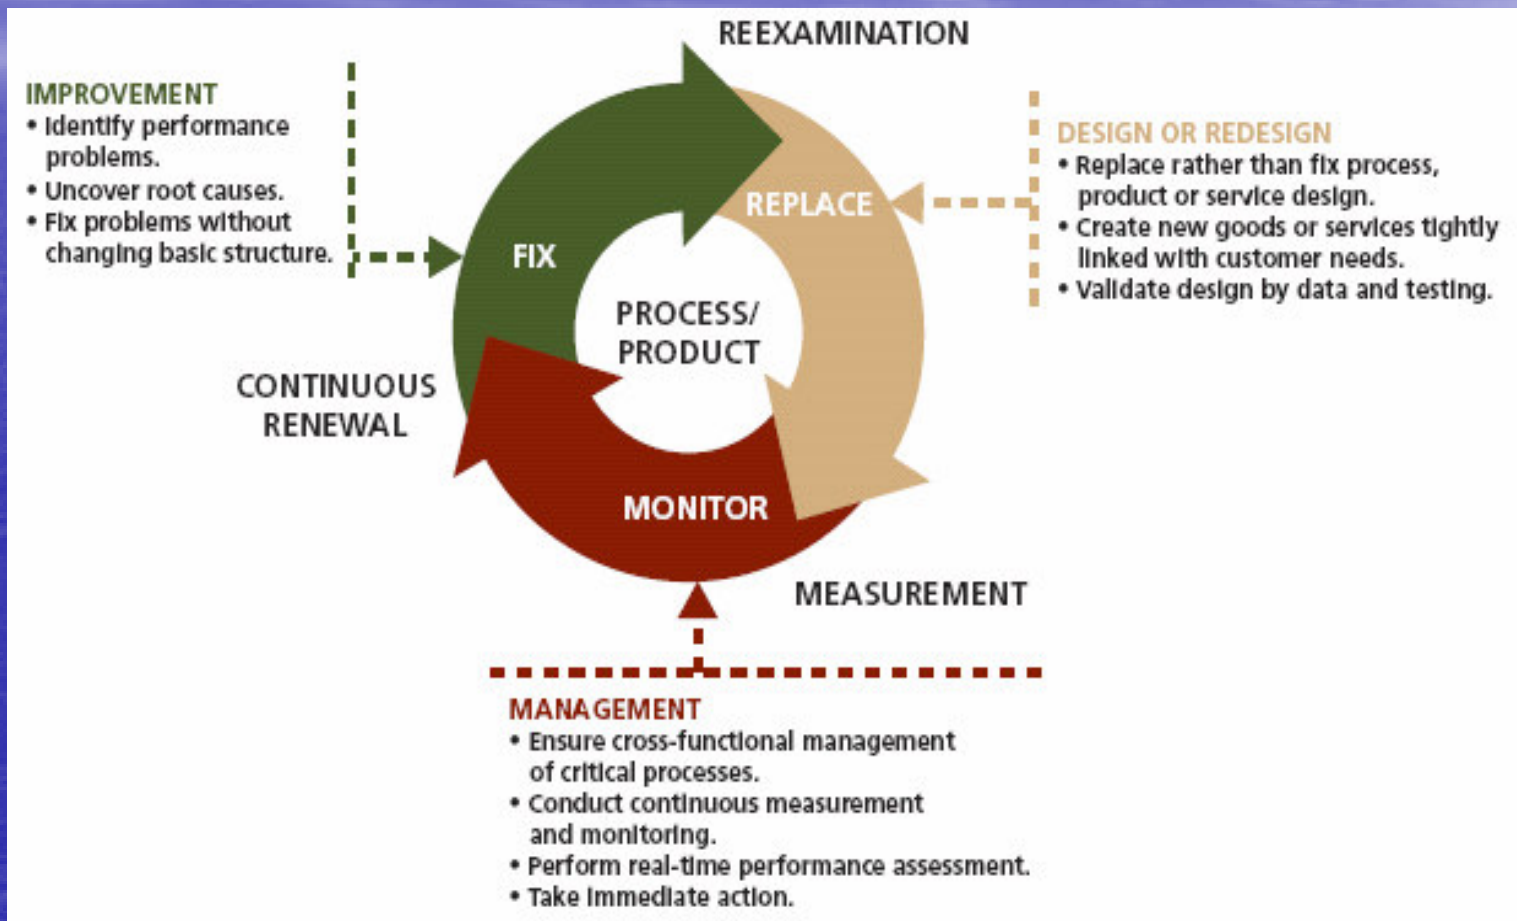 REEXAMINATION
IMPROVEMENT
• Identify performance
problems.
• Uncover root causes.
• Fix problems without
changing basic structure.
DESIGN OR REDESIGN
• Replace rather than fix process,
product or service design.
• Create new goods or services tightly
linked with customer needs.
• Validate design by data and testing.
REPLACE
FIX
PROCESS/
PRODUCT
CONTINUOUS
RENEWAL
MONITOR
MEASUREMENT
MANAGEMENT
• Ensure cross-functional management
of critical processes.
• Conduct continuous measurement
and monitoring.
• Perform real-time performance assessment.
• Take immediate action.